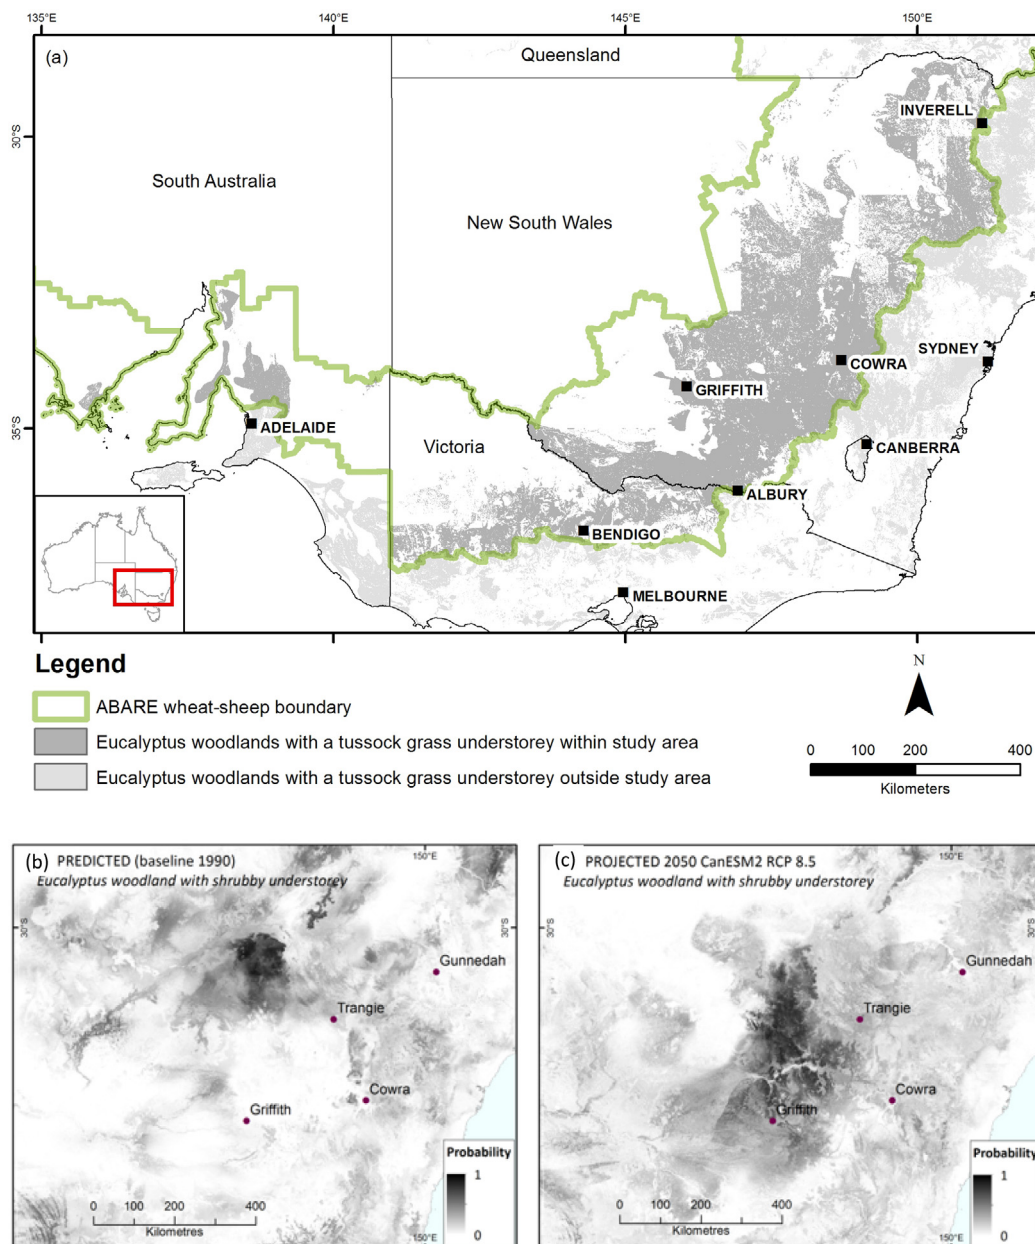 135°E
140°E
145°E
150°E
(a)
Queensland
INVERELL
30°S
South Australia
New South Wales
SYDNEY
COWRA
GRIFFITH
35°S
ADELAIDE
Victoria
CANBERRA
ALBURY
BENDIGO
MELBOURNE
135°E
140°E
145°E
150°E
Legend
N
ABARE wheat-sheep boundary
Eucalyptus woodlands with a tussock grass understorey within study area
Eucalyptus woodlands with a tussock grass understorey outside study area
0 100 200 400
Kilometers
(b) PREDICTED (baseline 1990)
Eucalyptus woodland with shrubby understorey
150°E
30°S
30°S
Gunnedah
Trangie
Cowra
Griffith
Probability
1
0
0 100 200 400
Kilometres
150°E
(c) PROJECTED 2050 CanESM2 RCP 8.5
Eucalyptus woodland with shrubby understorey
150°E
30°S
30°S
Gunnedah
Trangie
Cowra
Griffith
Probability
1
0
0 100 200 400
Kilometres
150°E